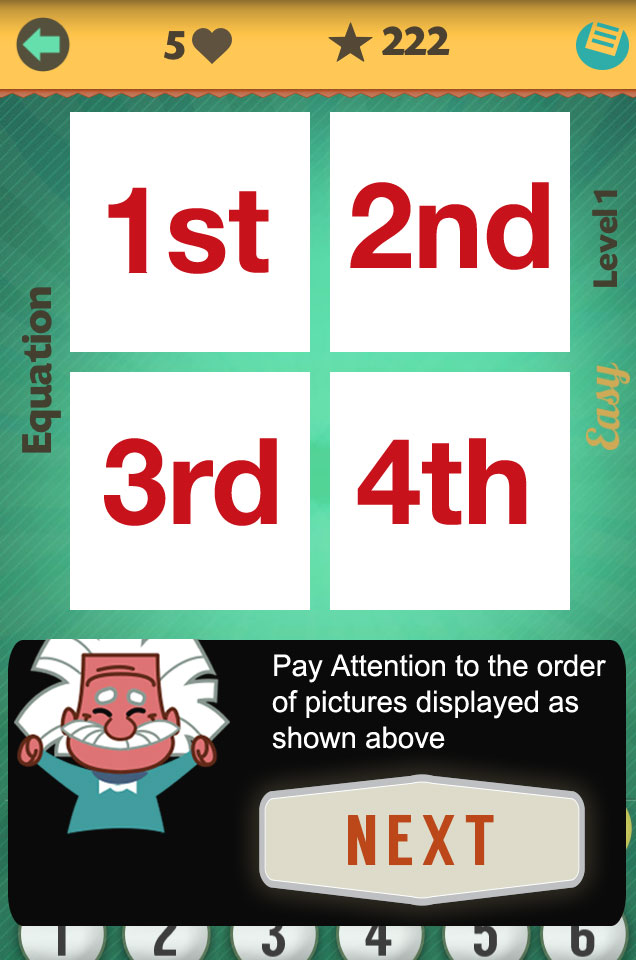 5
222
1st
2nd
Equation
Level 1
Easy
3rd
4th
Pay Attention to the order
of pictures displayed as
shown above
NEXT
1 2 3 4 5 6